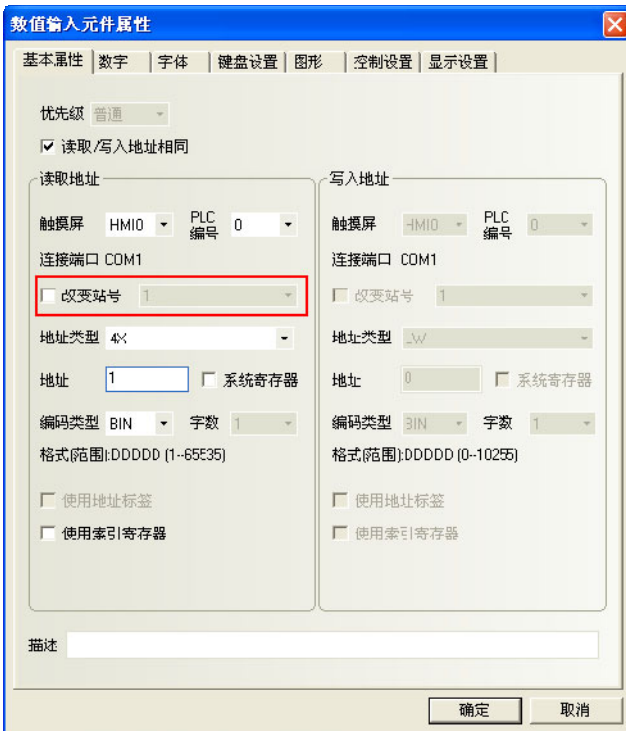 数值输入元件属性
基本属性 数字 字体 键盘设置 图形 控制设置 显示设置
优先级 普通
读取/写入地址相同
读取地址
触摸屏 HMI0 PLC编号 0
连接端口 COM1
改变站号 1
地址类型 4X
地址 1 系统寄存器
编码类型 BIN 字数 1
格式(范围):DDDDD (1--65535)
使用地址标签
使用索引寄存器
写入地址
触摸屏 HMI0 PLC编号 0
连接端口 COM1
改变站号 1
地址类型 LW
地址 0 系统寄存器
编码类型 BIN 字数 1
格式(范围):DDDDD (0--10255)
使用地址标签
使用索引寄存器
描述
确定 取消